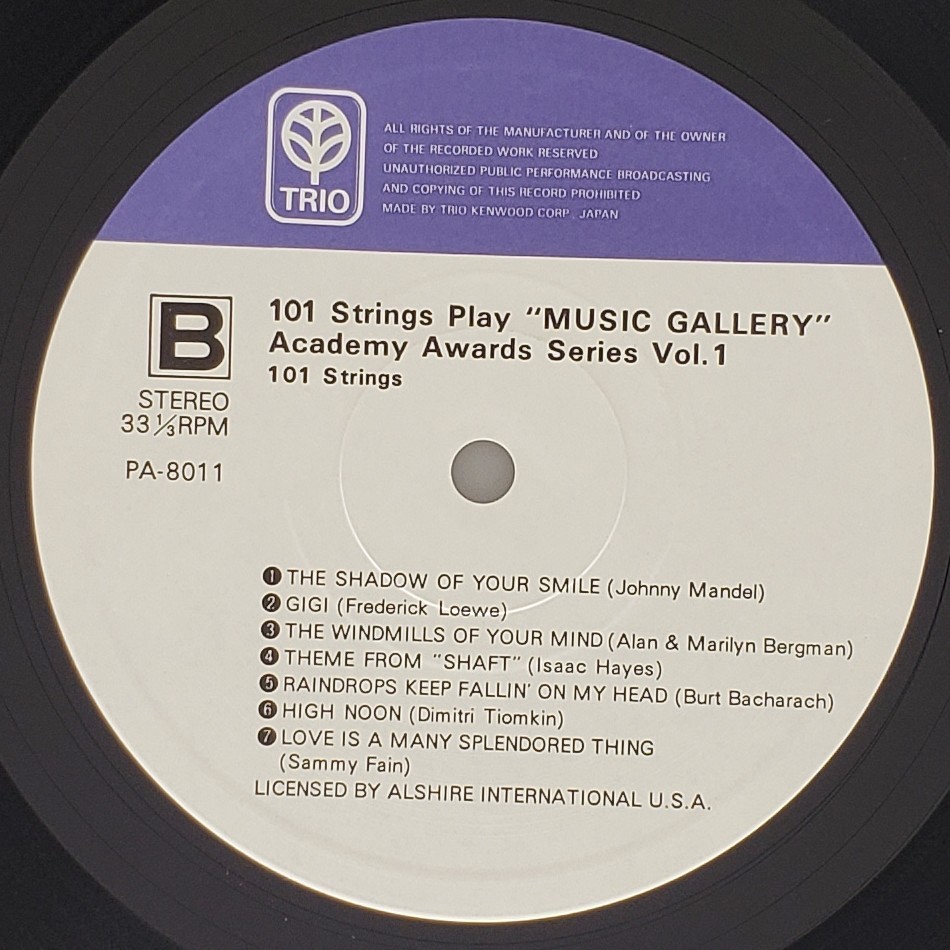 TRIO
ALL RIGHTS OF THE MANUFACTURER AND OF THE OWNER
OF THE RECORDED WORK RESERVED
UNAUTHORIZED PUBLIC PERFORMANCE BROADCASTING
AND COPYING OF THIS RECORD PROHIBITED
MADE BY TRIO KENWOOD CORP. JAPAN
B
STEREO
33⅓RPM
PA-8011
101 Strings Play “MUSIC GALLERY”
Academy Awards Series Vol.1
101 Strings
❶ THE SHADOW OF YOUR SMILE (Johnny Mandel)
❷ GIGI (Frederick Loewe)
❸ THE WINDMILLS OF YOUR MIND (Alan & Marilyn Bergman)
❹ THEME FROM “SHAFT” (Isaac Hayes)
❺ RAINDROPS KEEP FALLIN' ON MY HEAD (Burt Bacharach)
❻ HIGH NOON (Dimitri Tiomkin)
❼ LOVE IS A MANY SPLENDORED THING
(Sammy Fain)
LICENSED BY ALSHIRE INTERNATIONAL U.S.A.